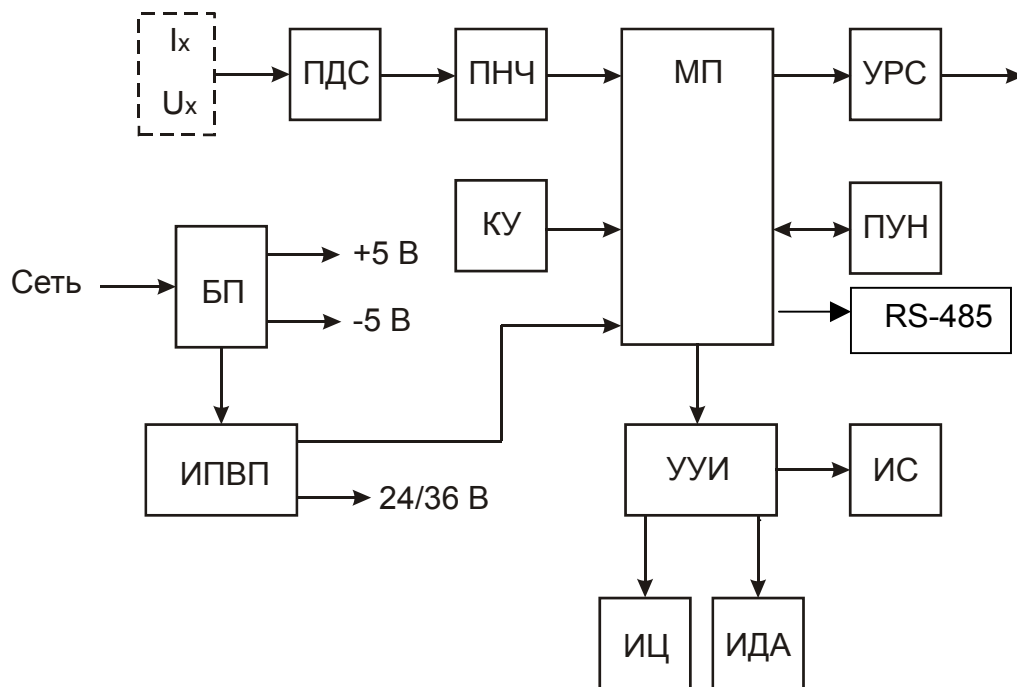 Ix
Ux
ПДС
ПНЧ
МП
УРС
КУ
ПУН
Сеть
БП
+5 В
-5 В
RS-485
ИПВП
24/36 В
УУИ
ИС
ИЦ
ИДА